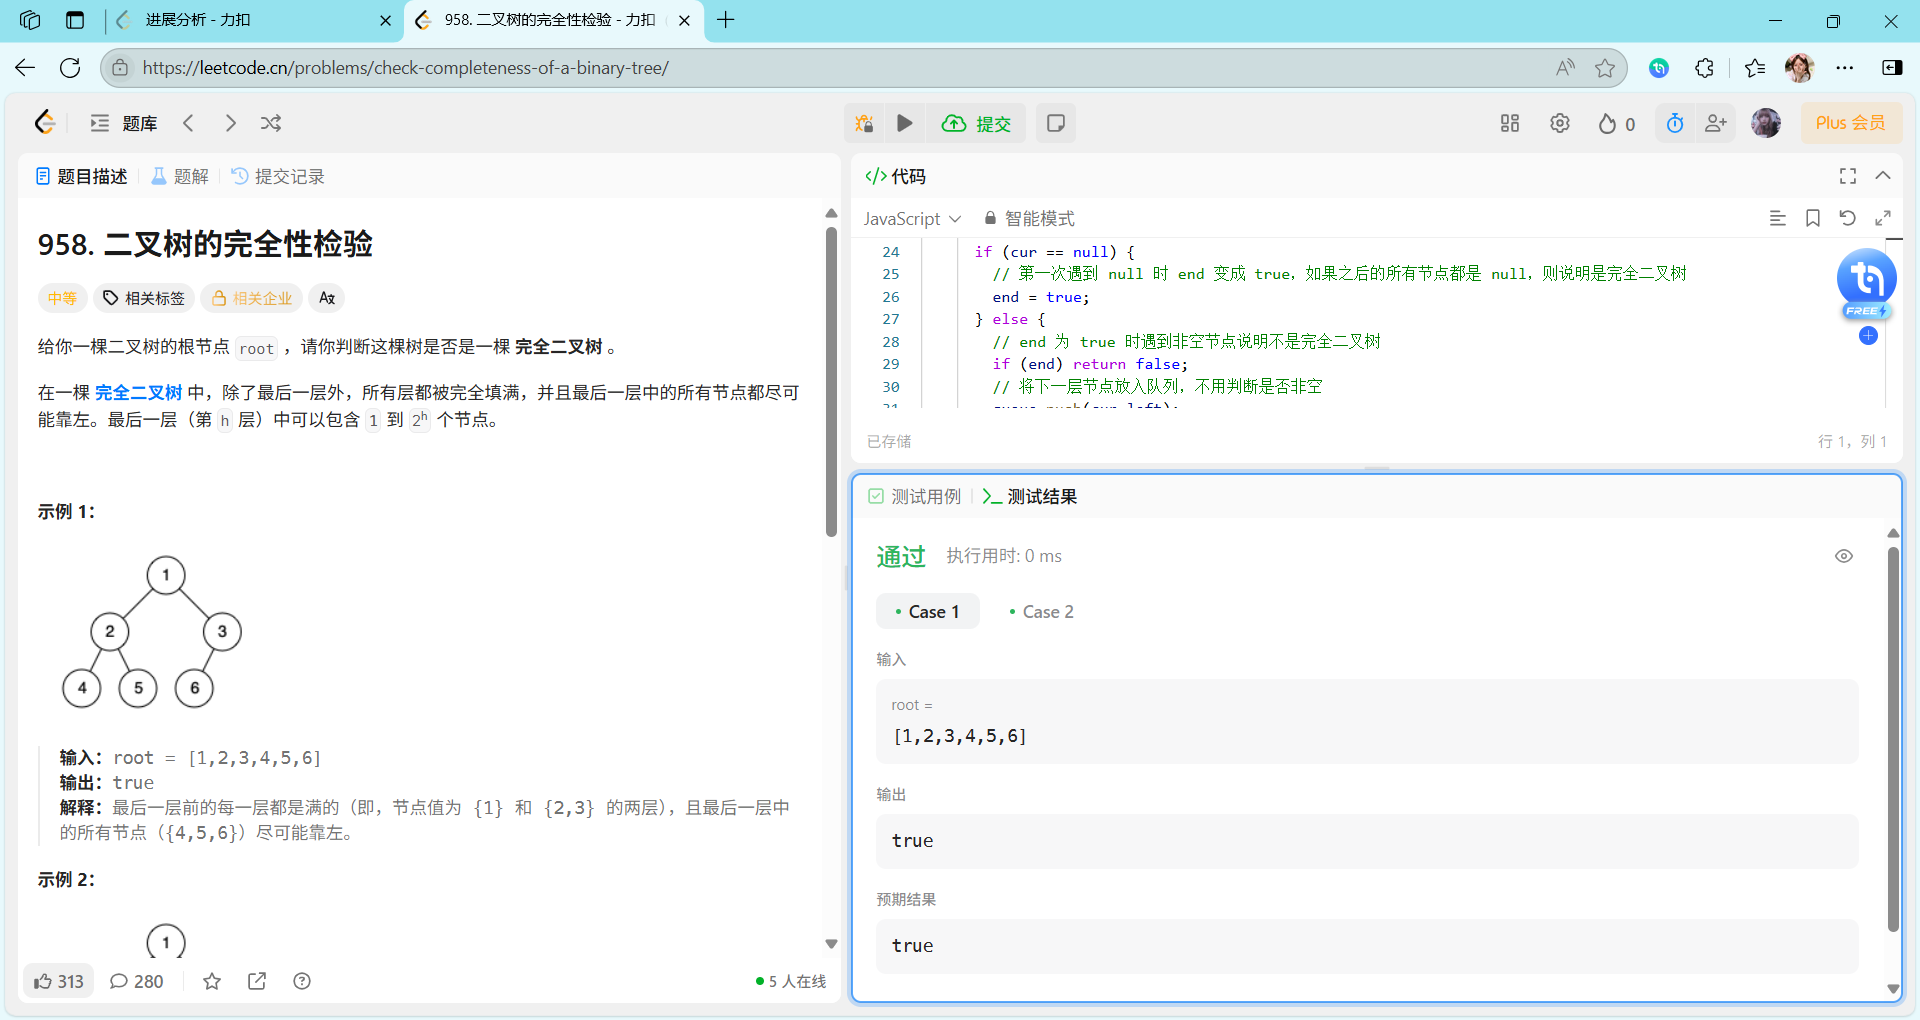 进展分析 - 力扣
958. 二叉树的完全性检验 - 力扣
https://leetcode.cn/problems/check-completeness-of-a-binary-tree/
题库
提交
0
Plus 会员
题目描述
题解
提交记录
958. 二叉树的完全性检验
中等
相关标签
相关企业
给你一棵二叉树的根节点 root ，请你判断这棵树是否是一棵 完全二叉树 。
在一棵 完全二叉树 中，除了最后一层外，所有层都被完全填满，并且最后一层中的所有节点都尽可
能靠左。最后一层（第 h 层）中可以包含 1 到 2^h 个节点。
示例 1：
1
2 3
4 5 6
输入：root = [1,2,3,4,5,6]
输出：true
解释：最后一层前的每一层都是满的（即，节点值为 {1} 和 {2,3} 的两层），且最后一层中
的所有节点（{4,5,6}）尽可能靠左。
示例 2：
1
313
280
5 人在线
</> 代码
JavaScript
智能模式
24 if (cur == null) {
25 // 第一次遇到 null 时 end 变成 true，如果之后的所有节点都是 null，则说明是完全二叉树
26 end = true;
27 } else {
28 // end 为 true 时遇到非空节点说明不是完全二叉树
29 if (end) return false;
30 // 将下一层节点放入队列，不用判断是否非空
FREE
已存储
行 1，列 1
测试用例
测试结果
通过
执行用时: 0 ms
Case 1
Case 2
输入
root =
[1,2,3,4,5,6]
输出
true
预期结果
true